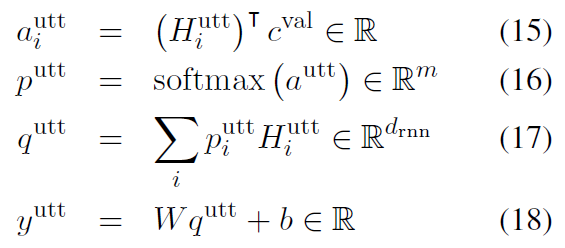 a_i^utt = (H_i^utt)^⊺ c^val ∈ ℝ (15)
p^utt = softmax (a^utt) ∈ ℝ^m (16)
q^utt = ∑_i p_i^utt H_i^utt ∈ ℝ^{d_rnn} (17)
y^utt = Wq^utt + b ∈ ℝ (18)